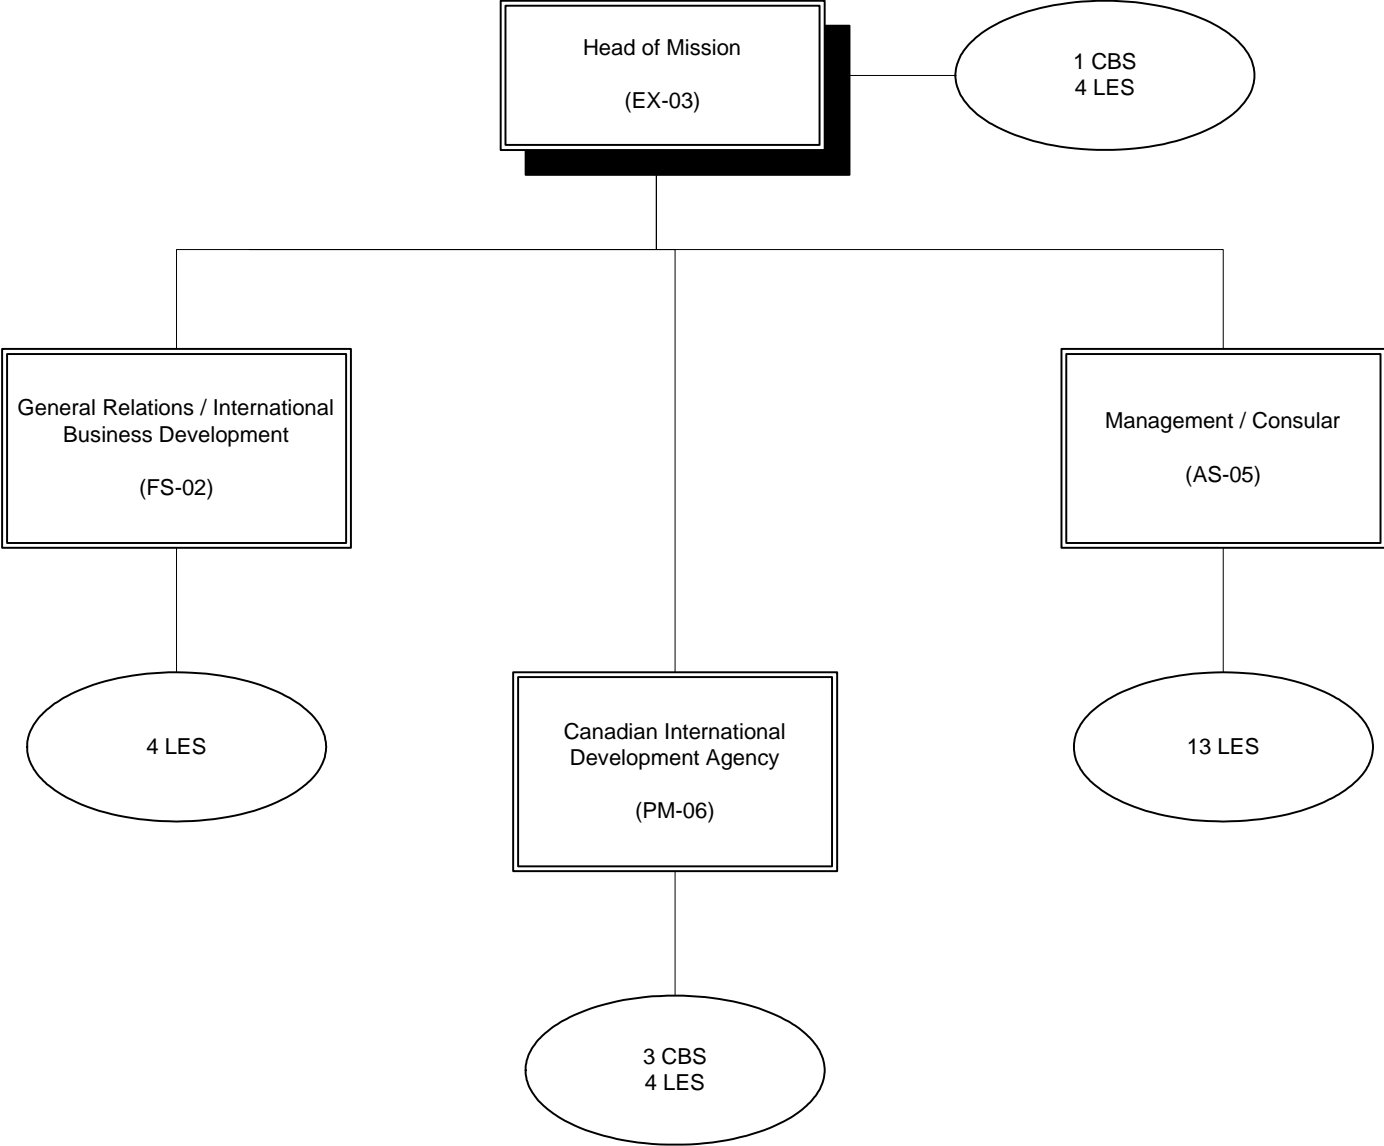 Head of Mission
(EX-03)
1 CBS
4 LES
General Relations / International
Business Development
(FS-02)
Management / Consular
(AS-05)
4 LES
Canadian International
Development Agency
(PM-06)
13 LES
3 CBS
4 LES